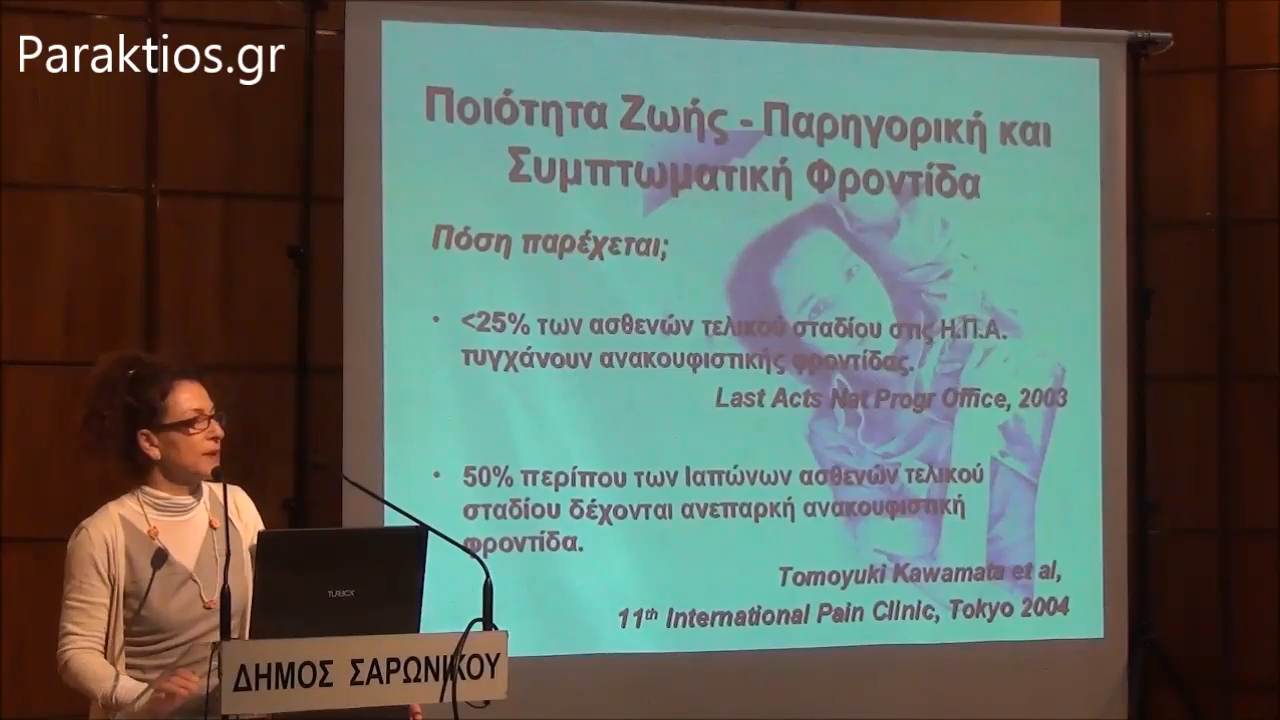 Paraktios.gr
Ποιότητα Ζωής - Παρηγορική και
Συμπτωματική Φροντίδα
Πόση παρέχεται;
• <25% των ασθενών τελικού σταδίου στις Η.Π.Α.
τυγχάνουν ανακουφιστικής φροντίδας.
Last Acts Nat Progr Office, 2003
• 50% περίπου των Ιαπώνων ασθενών τελικού
σταδίου δέχονται ανεπαρκή ανακουφιστική
φροντίδα.
Tomoyuki Kawamata et al,
11th International Pain Clinic, Tokyo 2004
TURBOX
ΔΗΜΟΣ ΣΑΡΩΝΙΚΟΥ